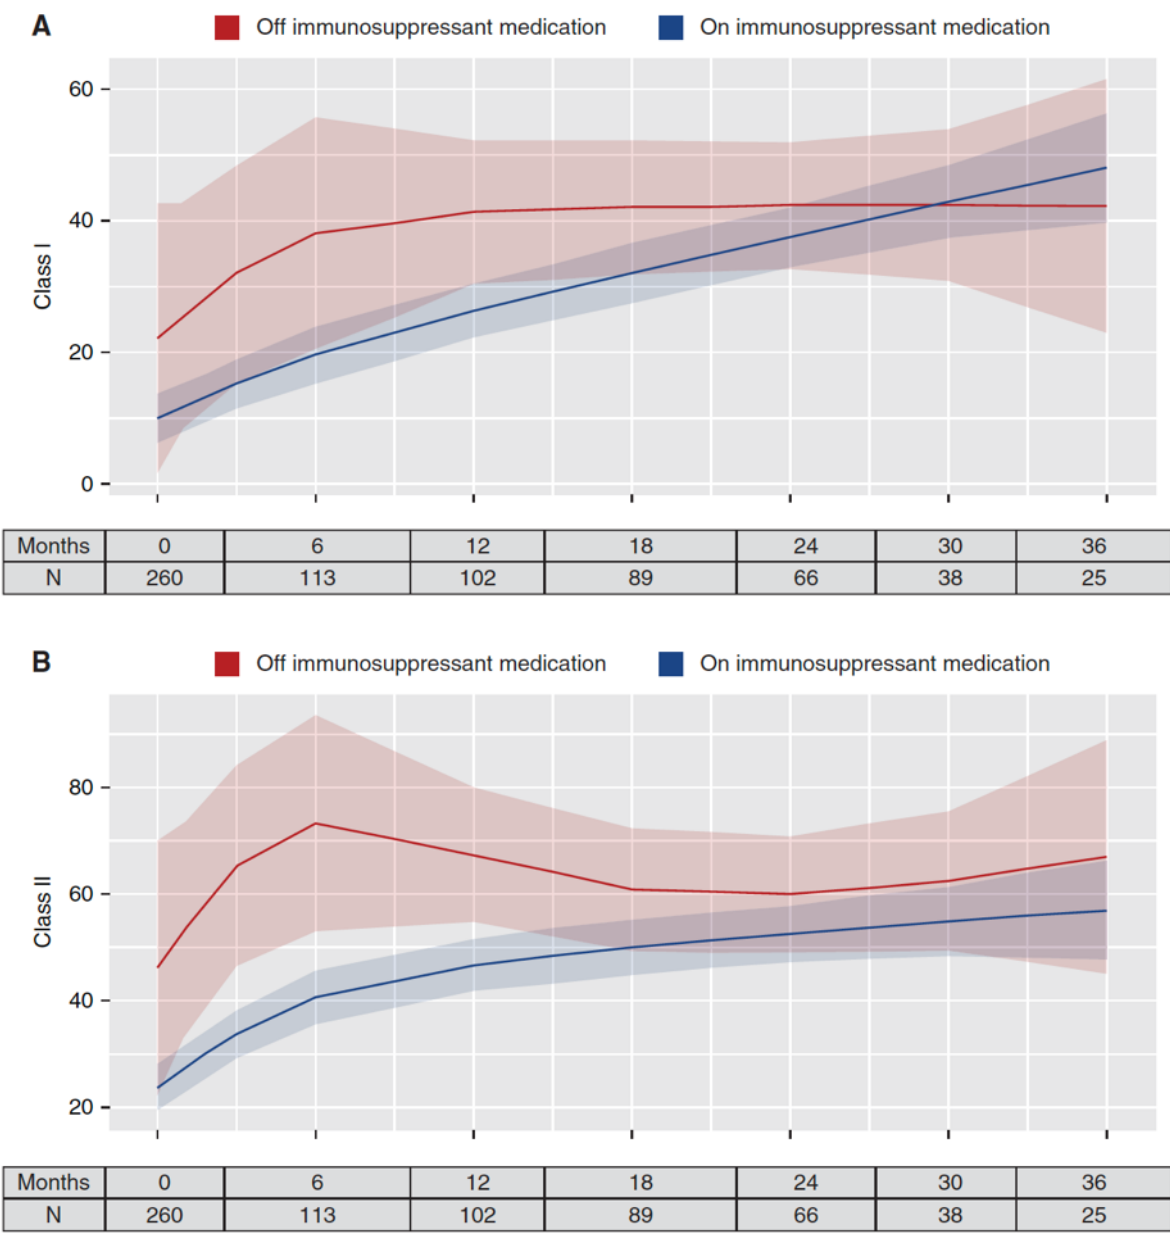 A
Off immunosuppressant medication On immunosuppressant medication
60
40
20
0
Class I
Months 0 6 12 18 24 30 36
N 260 113 102 89 66 38 25
B
Off immunosuppressant medication On immunosuppressant medication
80
60
40
20
Class II
Months 0 6 12 18 24 30 36
N 260 113 102 89 66 38 25